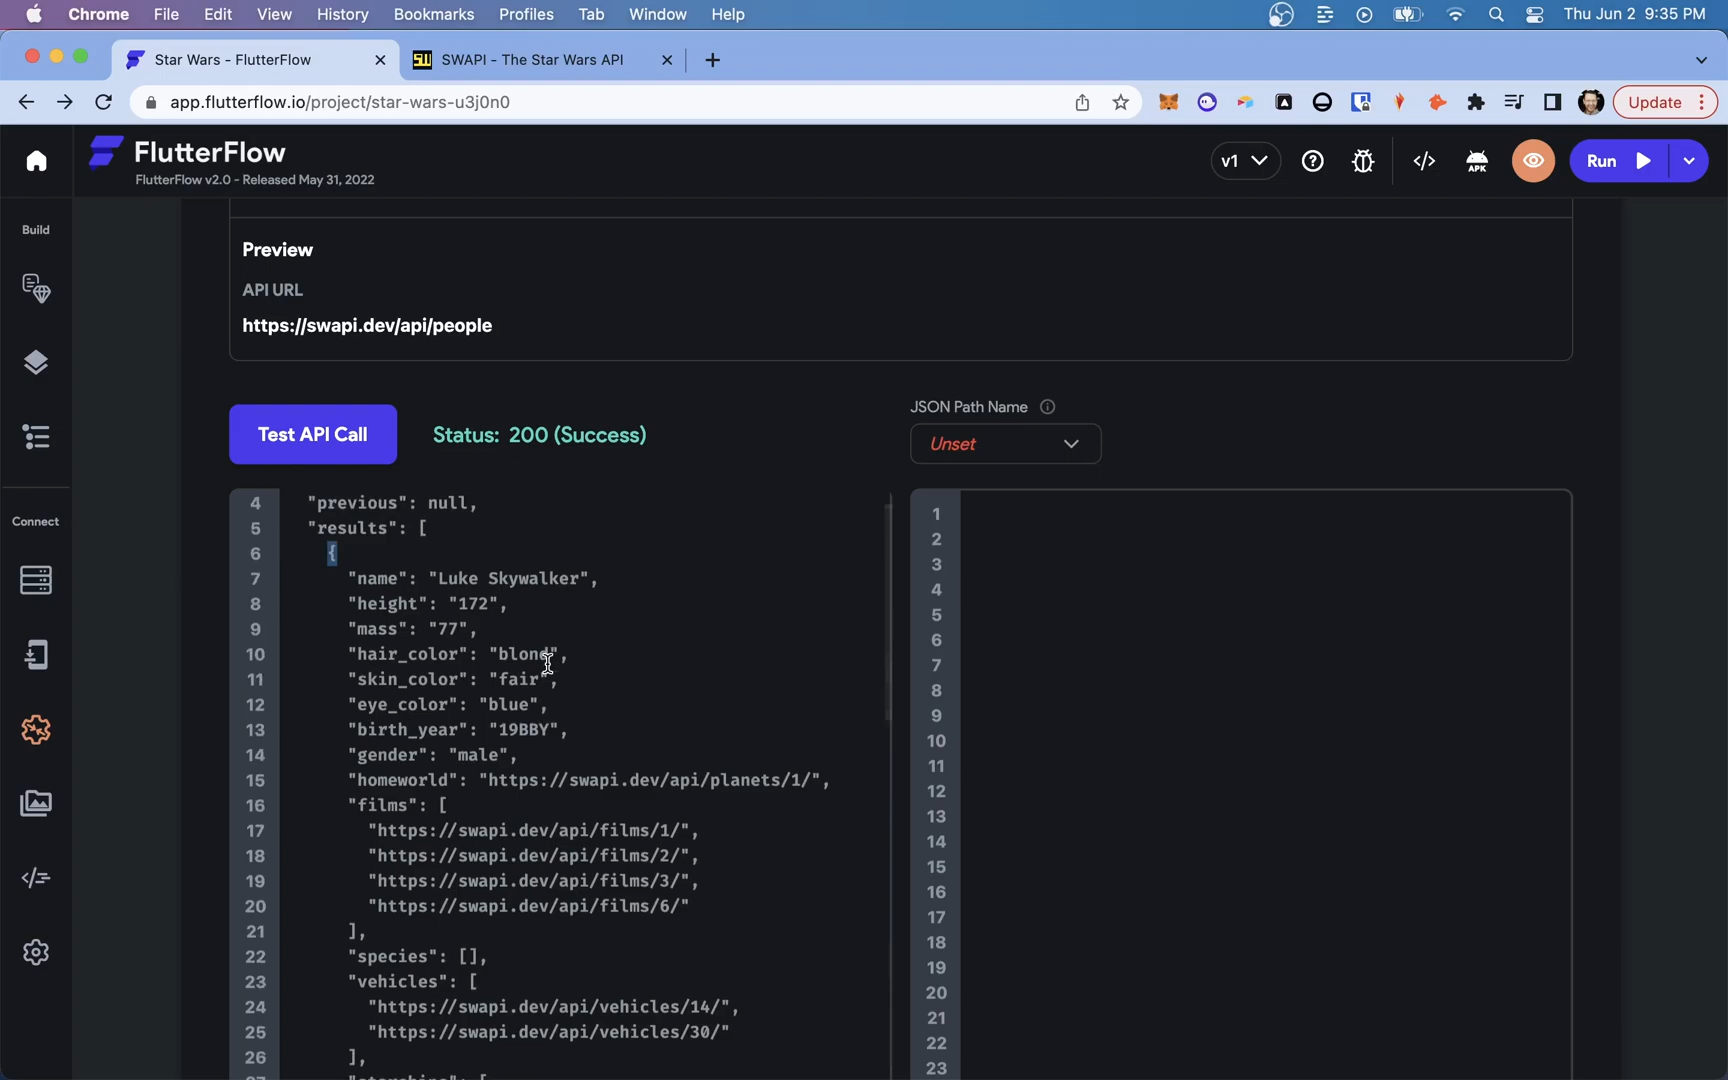 Chrome File Edit View History Bookmarks Profiles Tab Window Help Thu Jun 2 9:35 PM
Star Wars - FlutterFlow SWAPI - The Star Wars API
app.flutterflow.io/project/star-wars-u3j0n0 Update
FlutterFlow
FlutterFlow v2.0 - Released May 31, 2022
v1 APK Run
Build
Connect
Preview
API URL
https://swapi.dev/api/people
Test API Call Status: 200 (Success)
JSON Path Name
Unset
4 "previous": null,
5 "results": [
6 {
7 "name": "Luke Skywalker",
8 "height": "172",
9 "mass": "77",
10 "hair_color": "blond",
11 "skin_color": "fair",
12 "eye_color": "blue",
13 "birth_year": "19BBY",
14 "gender": "male",
15 "homeworld": "https://swapi.dev/api/planets/1/",
16 "films": [
17 "https://swapi.dev/api/films/1/",
18 "https://swapi.dev/api/films/2/",
19 "https://swapi.dev/api/films/3/",
20 "https://swapi.dev/api/films/6/"
21 ],
22 "species": [],
23 "vehicles": [
24 "https://swapi.dev/api/vehicles/14/",
25 "https://swapi.dev/api/vehicles/30/"
26 ],
1
2
3
4
5
6
7
8
9
10
11
12
13
14
15
16
17
18
19
20
21
22
23